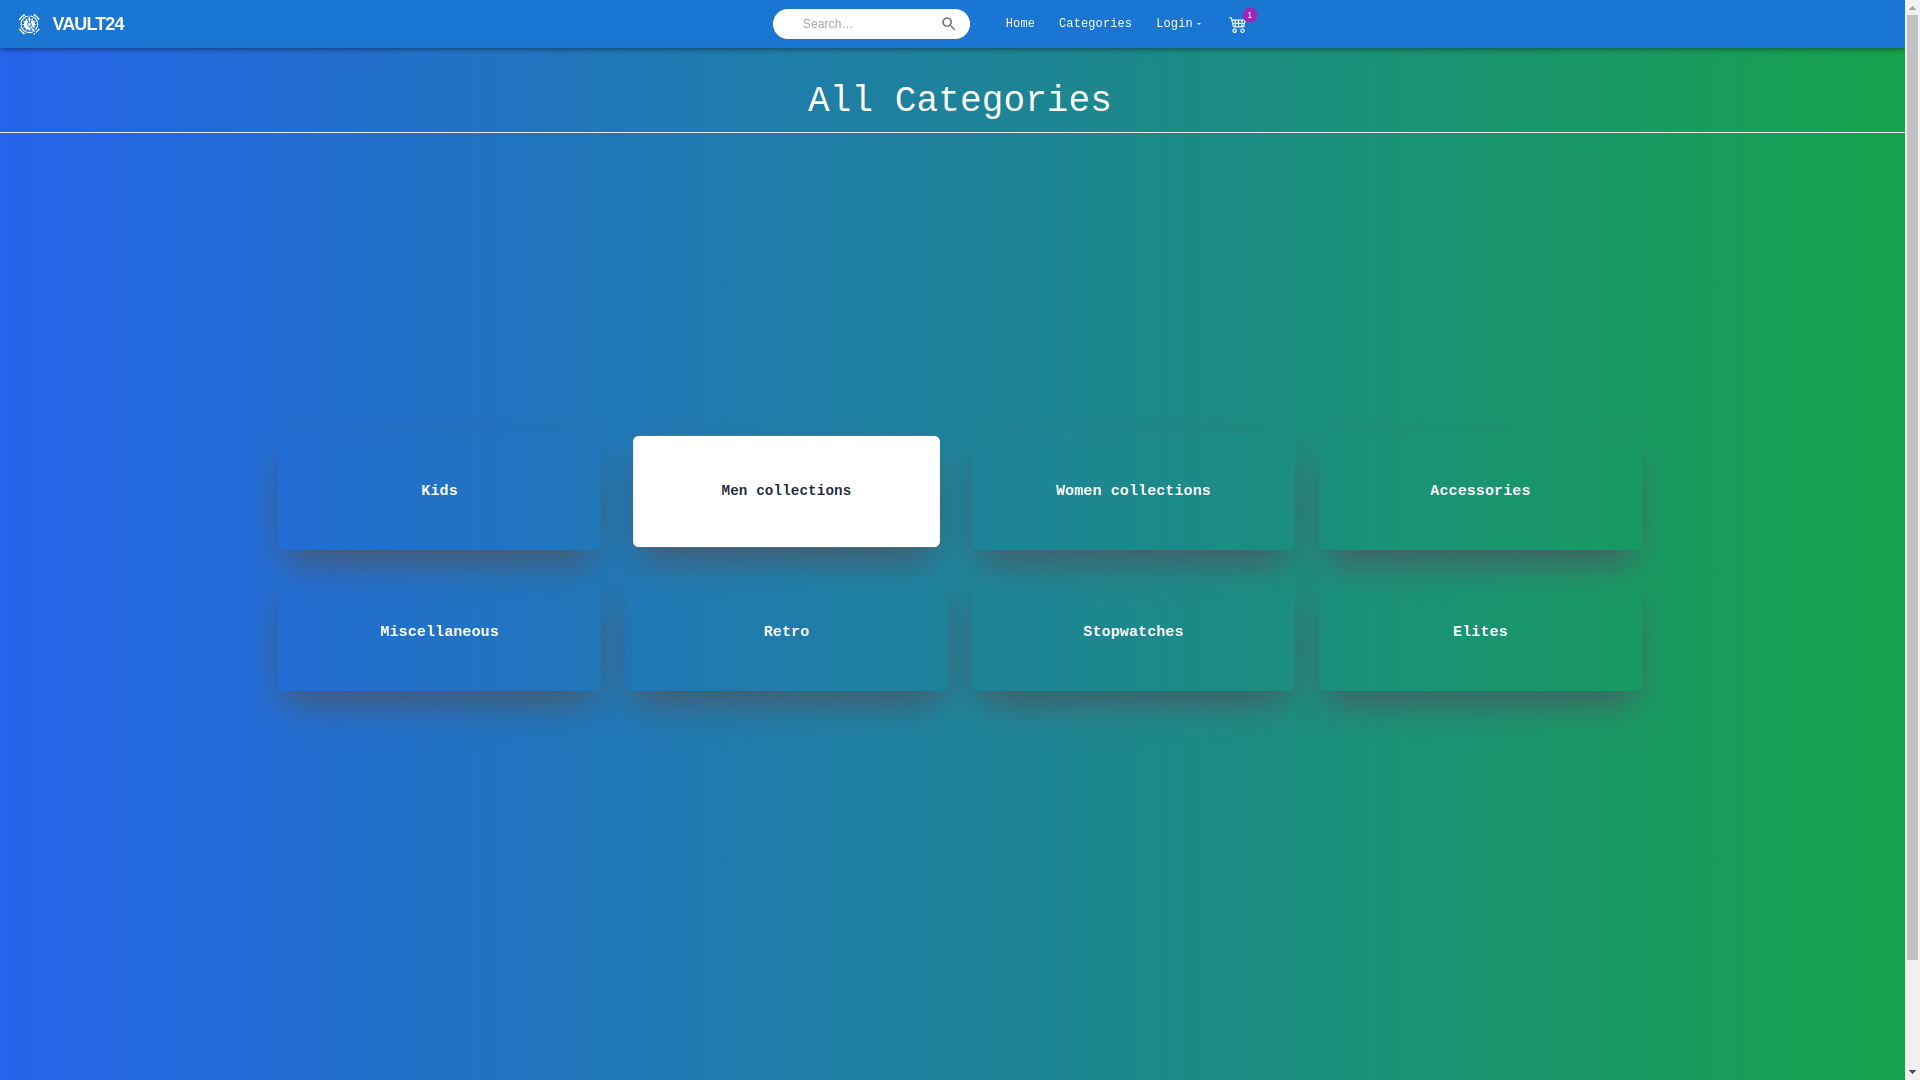 VAULT24
Search…
Home
Categories
Login
1
All Categories
Kids
Men collections
Women collections
Accessories
Miscellaneous
Retro
Stopwatches
Elites